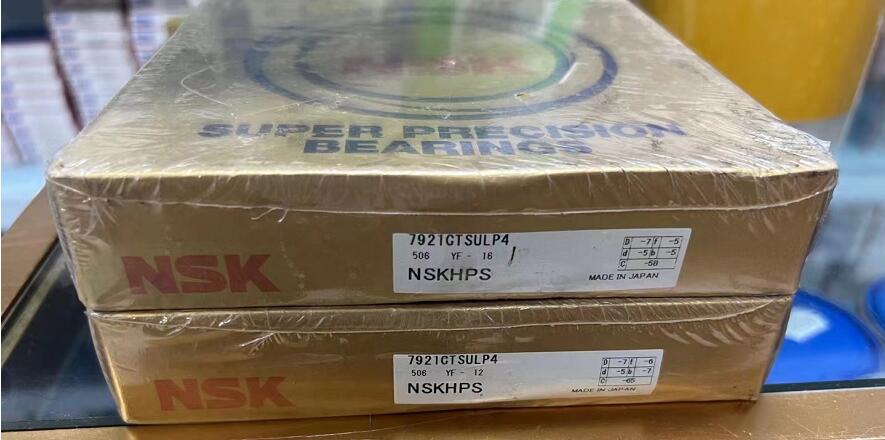 NSK
SUPER PRECISION
BEARINGS
NSK
7921CTSULP4
506 YF - 16
NSKHPS
D -7 f -5
d -5 b -5
C -58
MADE IN JAPAN
NSK
7921CTSULP4
506 YF - 12
NSKHPS
D -7 f -6
d -5 b -7
C -65
MADE IN JAPAN